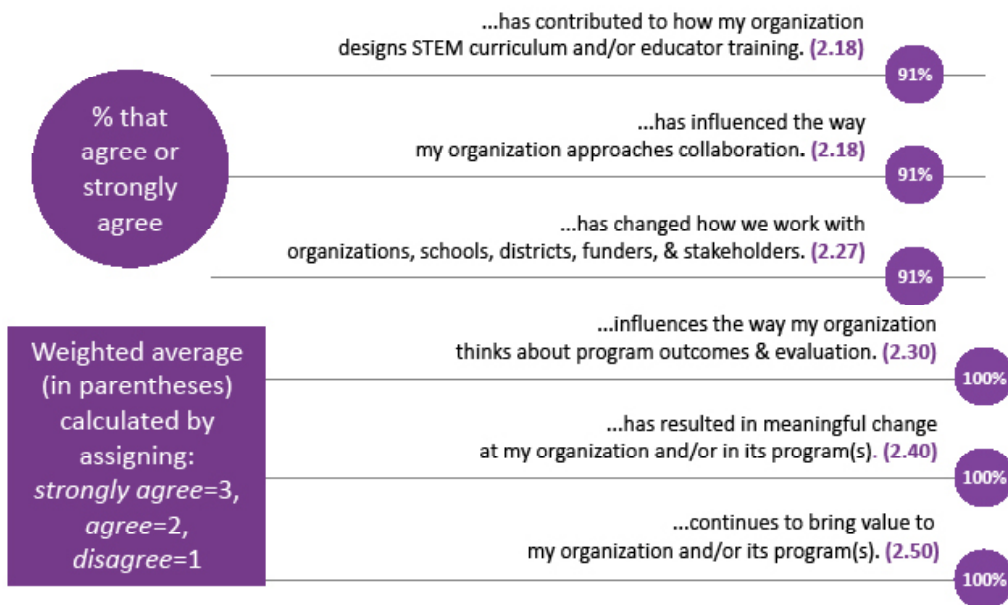 ...has contributed to how my organization
designs STEM curriculum and/or educator training. (2.18)
91%
% that
agree or
strongly
agree
...has influenced the way
my organization approaches collaboration. (2.18)
91%
...has changed how we work with
organizations, schools, districts, funders, & stakeholders. (2.27)
91%
...influences the way my organization
thinks about program outcomes & evaluation. (2.30)
100%
Weighted average
(in parentheses)
calculated by
assigning:
strongly agree=3,
agree=2,
disagree=1
...has resulted in meaningful change
at my organization and/or in its program(s). (2.40)
100%
...continues to bring value to
my organization and/or its program(s). (2.50)
100%